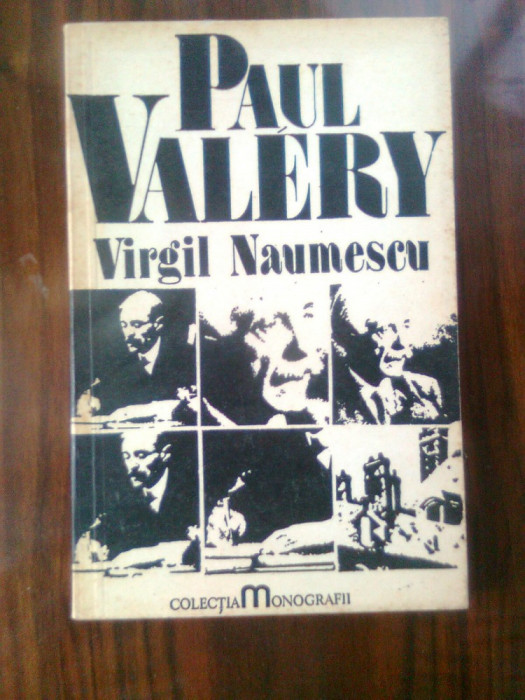 PAUL
VALÉRY
Virgil Naumescu
COLECȚIA MONOGRAFII